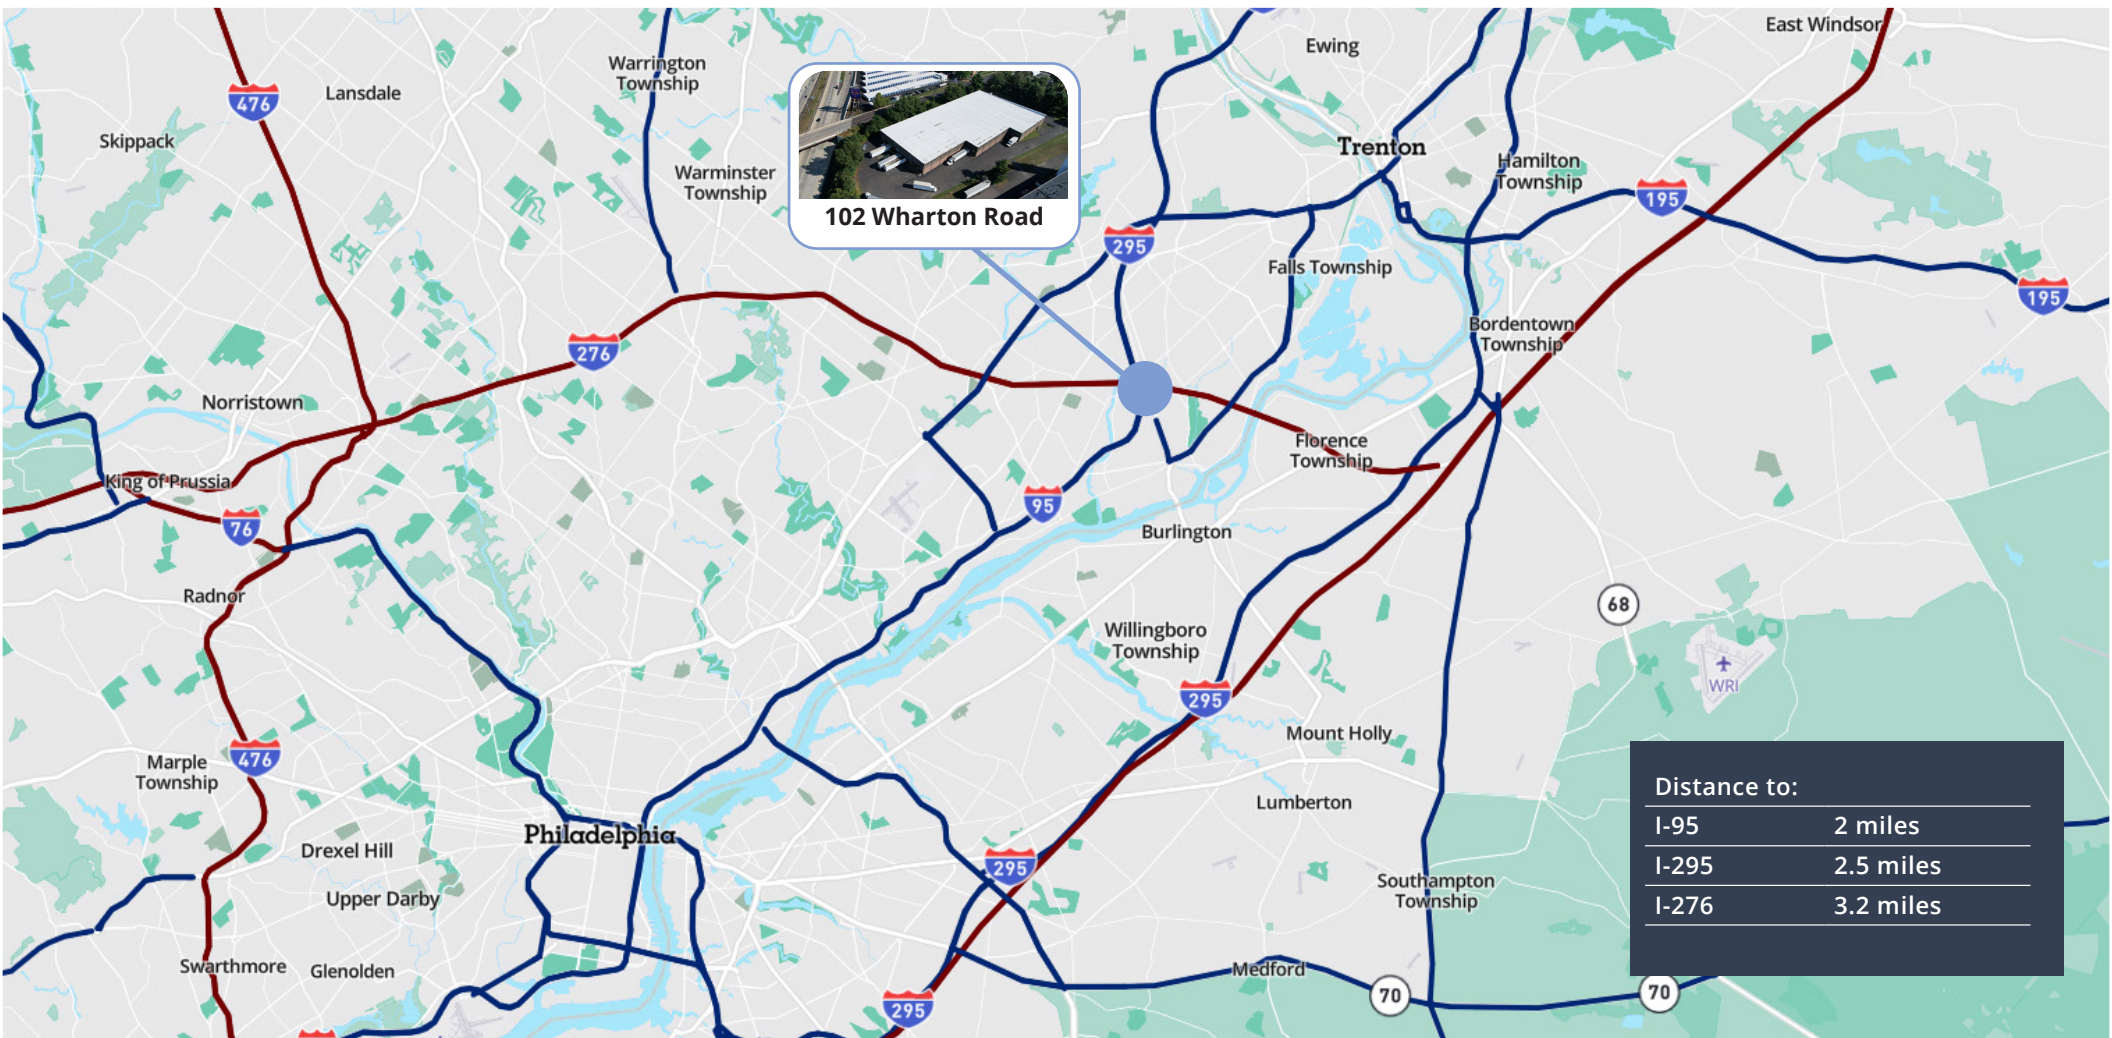 East Windsor
Ewing
Warrington
Township
Lansdale
476
Skippack
Trenton
Hamilton
Township
Warminster
Township
195
102 Wharton Road
295
Falls Township
195
Bordentown
Township
276
Norristown
Florence
Township
King of Prussia
95
76
Burlington
Radnor
68
Willingboro
Township
WRI
295
Mount Holly
476
Marple
Township
Distance to:
I-95 2 miles
I-295 2.5 miles
I-276 3.2 miles
Lumberton
Philadelphia
Drexel Hill
295
Southampton
Township
Upper Darby
Swarthmore
Glenolden
Medford
70
70
295